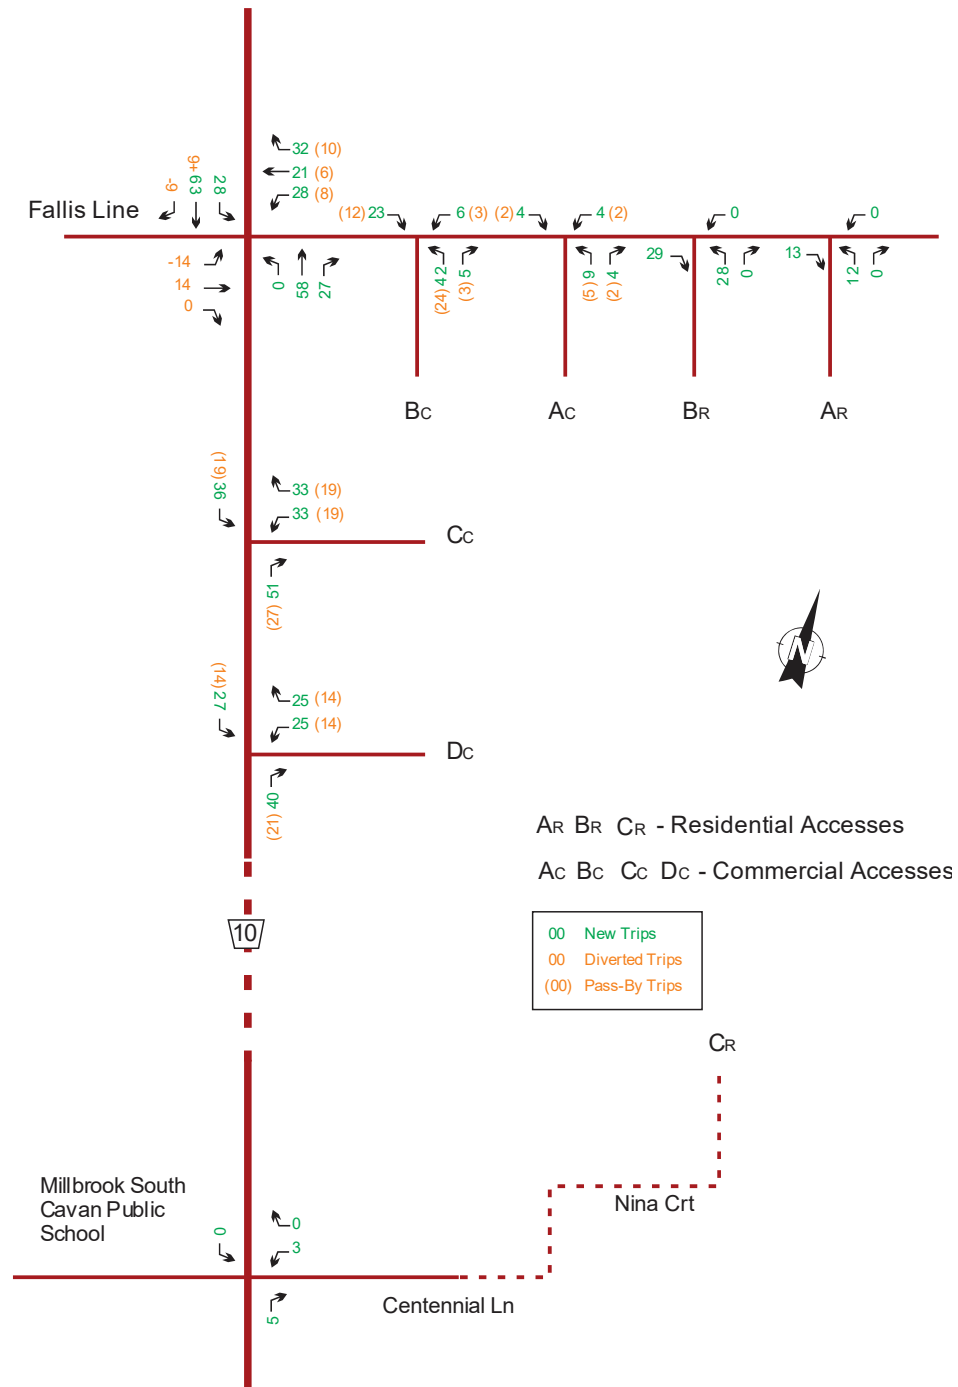 32 (10)
21 (6)
28 (8)
-9
63 +9
28
Fallis Line
(12) 23
6 (3)
(2) 4
4 (2)
0
0
-14
14
0
0
58
27
(24) 42
(3) 5
(5) 9
(2) 4
29
28
0
13
12
0
BC
AC
BR
AR
(19) 36
33 (19)
33 (19)
CC
(27) 51
(14) 27
25 (14)
25 (14)
DC
(21) 40
N
AR BR CR - Residential Accesses
AC BC CC DC - Commercial Accesses
10
00 New Trips
00 Diverted Trips
(00) Pass-By Trips
CR
Millbrook South
Cavan Public
School
Nina Crt
0
0
3
5
Centennial Ln